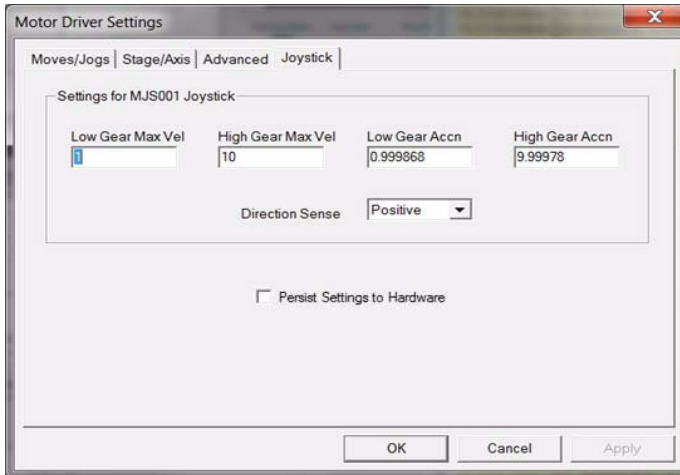 Motor Driver Settings
Moves/Jogs Stage/Axis Advanced Joystick
Settings for MJS001 Joystick
Low Gear Max Vel High Gear Max Vel Low Gear Accn High Gear Accn
1 10 0.999868 9.99978
Direction Sense Positive
Persist Settings to Hardware
OK Cancel Apply